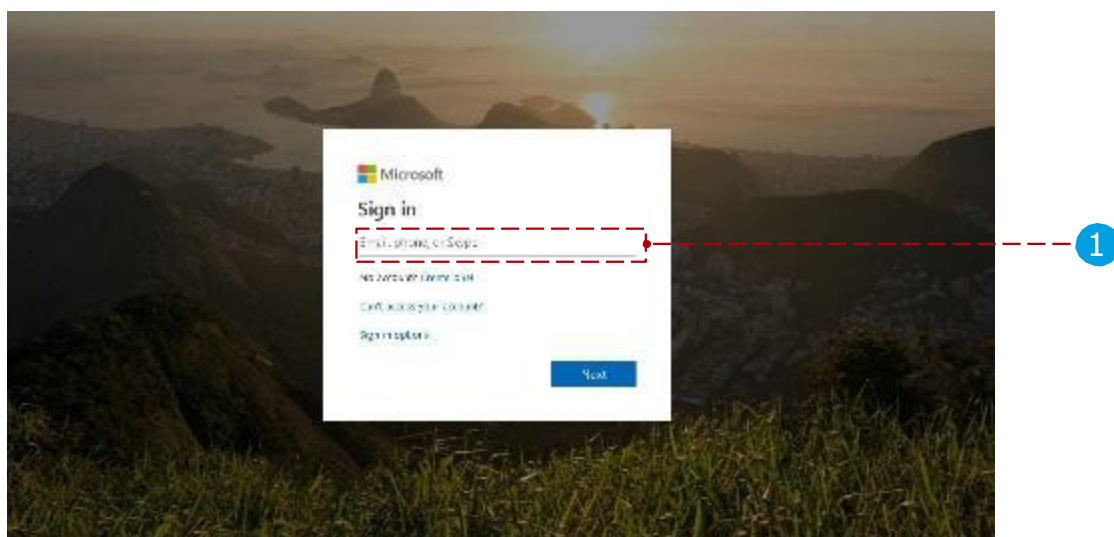 Microsoft
Sign in
Email, phone, or Skype
1
No account? Create one!
Can't access your account?
Sign in options
Next